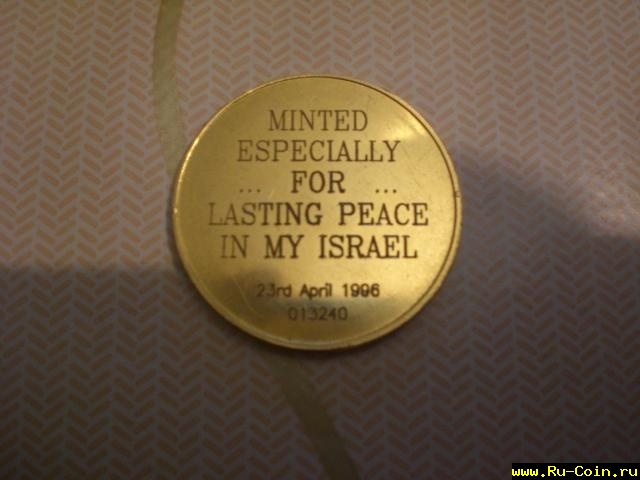 MINTED
ESPECIALLY
... FOR ...
LASTING PEACE
IN MY ISRAEL
23rd April 1996
013240
www.Ru-Coin.ru